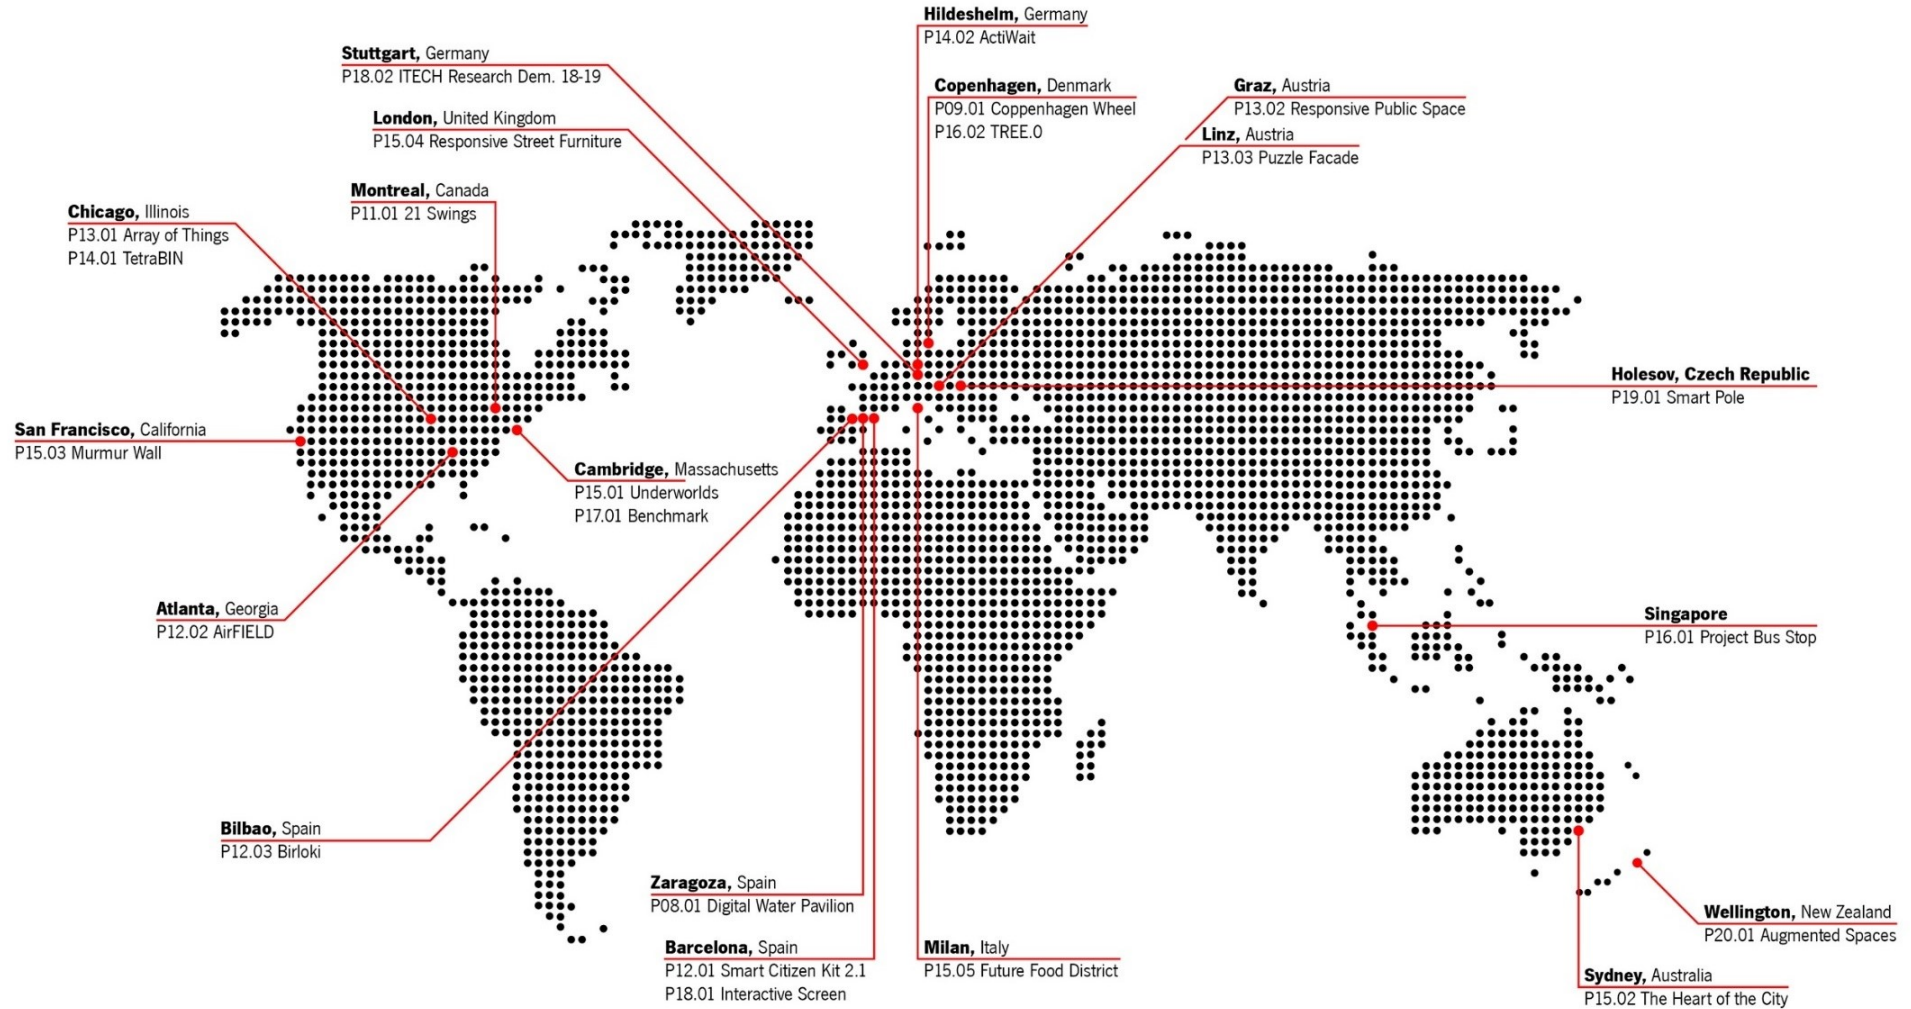 Hildeshelm, Germany
P14.02 ActiWait
Stuttgart, Germany
P18.02 ITECH Research Dem. 18-19
Copenhagen, Denmark
P09.01 Coppenhagen Wheel
P16.02 TREE.0
Graz, Austria
P13.02 Responsive Public Space
London, United Kingdom
P15.04 Responsive Street Furniture
Linz, Austria
P13.03 Puzzle Facade
Montreal, Canada
P11.01 21 Swings
Chicago, Illinois
P13.01 Array of Things
P14.01 TetraBIN
Holesov, Czech Republic
P19.01 Smart Pole
San Francisco, California
P15.03 Murmur Wall
Cambridge, Massachusetts
P15.01 Underworlds
P17.01 Benchmark
Atlanta, Georgia
P12.02 AirFIELD
Singapore
P16.01 Project Bus Stop
Bilbao, Spain
P12.03 Birloki
Zaragoza, Spain
P08.01 Digital Water Pavilion
Barcelona, Spain
P12.01 Smart Citizen Kit 2.1
P18.01 Interactive Screen
Milan, Italy
P15.05 Future Food District
Wellington, New Zealand
P20.01 Augmented Spaces
Sydney, Australia
P15.02 The Heart of the City